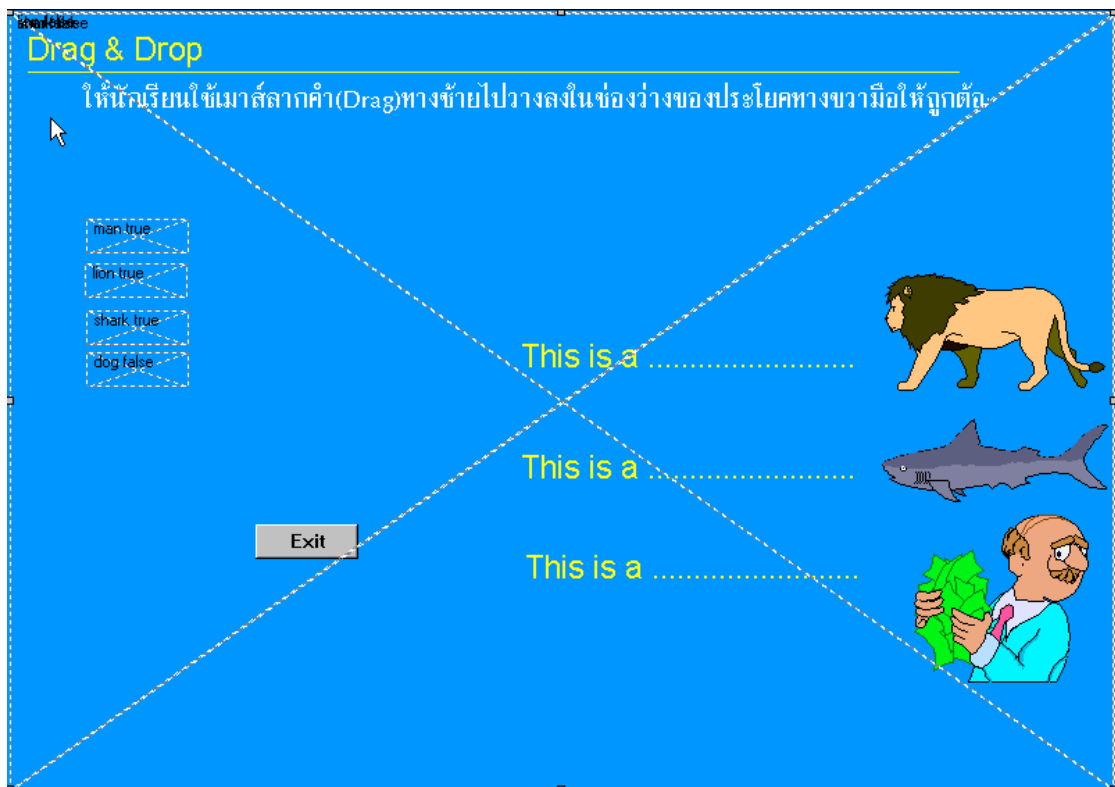 Drag & Drop
ให้นักเรียนใช้เมาส์ลากคำ(Drag)ทางซ้ายไปวางลงในช่องว่างของประโยคทางขวามือให้ถูกต้อง
man true
lion true
shark true
dog false
This is a .........................
This is a .........................
Exit
This is a .........................